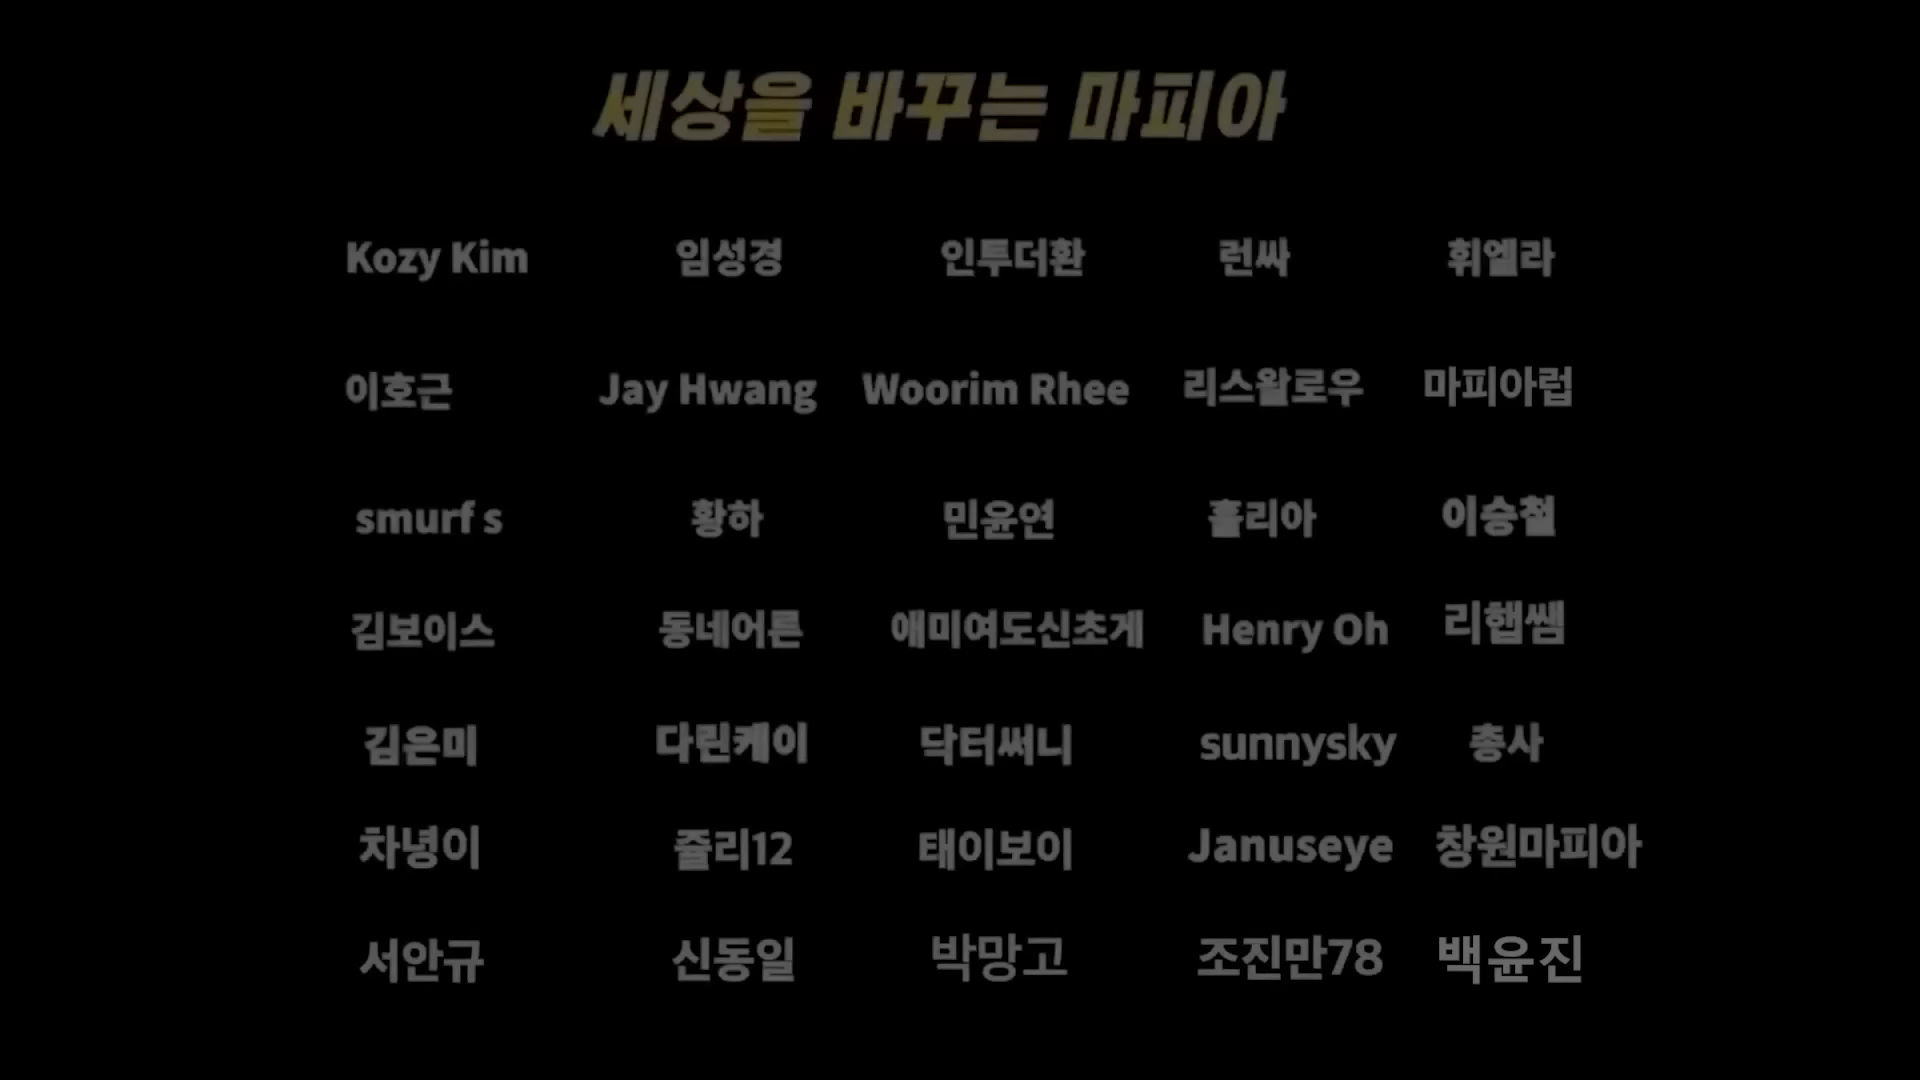 세상을 바꾸는 마피아
Kozy Kim 임성경 인투더환 런싸 휘엘라
이호근 Jay Hwang Woorim Rhee 리스왈로우 마피아럽
smurf s 황하 민윤연 홀리아 이승철
김보이스 동네어른 애미여도신초게 Henry Oh 리햅쌤
김은미 다린케이 닥터써니 sunnysky 총사
차녕이 쥴리12 태이보이 Januseye 창원마피아
서안규 신동일 박망고 조진만78 백윤진